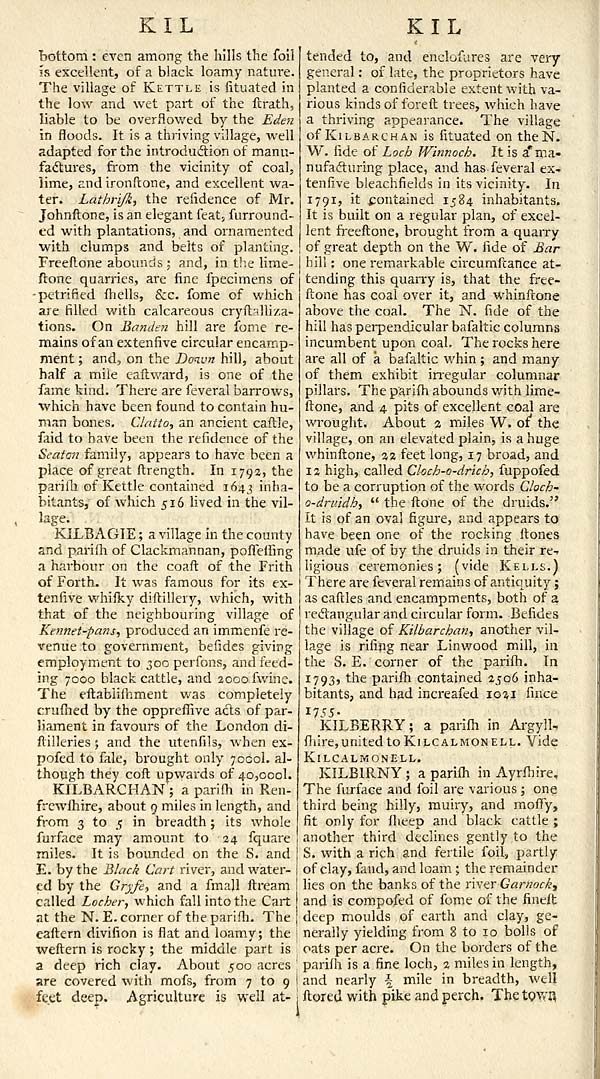 KIL
bottom : even among the hills the ſoil
is excellent, of a black loamy nature.
The village of KETTLE is ſituated in
the low and wet part of the ſtrath,
liable to be overflowed by the Eden
in floods. It is a thriving village, well
adapted for the introduction of manu-
factures, from the vicinity of coal,
lime, and ironſtone, and excellent wa-
ter. Lathriſk, the reſidence of Mr.
Johnſtone, is an elegant ſeat, ſurround-
ed with plantations, and ornamented
with clumps and belts of planting.
Freeſtone abounds; and, in the lime-
ſtone quarries, are fine ſpecimens of
petrified ſhells, &c. ſome of which
are filled with calcareous cryſtalliza-
tions. On Banden hill are ſome re-
mains of an extenſive circular encamp-
ment; and, on the Down hill, about
half a mile eaſtward, is one of the
ſame kind. There are ſeveral barrows,
which have been found to contain hu-
man bones. Clatto, an ancient caſtle,
ſaid to have been the reſidence of the
Seaton family, appears to have been a
place of great ſtrength. In 1792, the
pariſh of Kettle contained 1643 inha-
bitants, of which 516 lived in the vil-
lage.
KILBAGIE; a village in the county
and pariſh of Clackmannan, poſſeſſing
a harbour on the coaſt of the Frith
of Forth. It was famous for its ex-
tenſive whiſky diſtillery, which, with
that of the neighbouring village of
Kennet-pans, produced an immenſe re-
venue to government, beſides giving
employment to 300 perſons, and feed-
ing 7000 black cattle, and 2000 ſwine.
The eſtabliſhment was completely
cruſhed by the oppreſſive acts of par-
liament in favours of the London di-
ſtilleries; and the utenſils, when ex-
poſed to ſale, brought only 7000l. al-
though they coſt upwards of 40,000l.
KILBARCHAN; a pariſh in Ren-
frewſhire, about 9 miles in length, and
from 3 to 5 in breadth; its whole
ſurface may amount to 24 ſquare
miles. It is bounded on the S. and
E. by the Black Cart river, and water-
ed by the Gryfe, and a ſmall ſtream
called Locher, which fall into the Cart
at the N. E. corner of the pariſh. The
eaſtern diviſion is flat and loamy; the
weſtern is rocky; the middle part is
a deep rich clay. About 500 acres
are covered with moſs, from 7 to 9
feet deep. Agriculture is well at-
KIL
tended to, and encloſures are very
general: of late, the proprietors have
planted a conſiderable extent with va-
rious kinds of foreſt trees, which have
a thriving appearance. The village
of KILBARCHAN is ſituated on the N.
W. ſide of Loch Winnoch. It is a ma-
nufacturing place, and has ſeveral ex-
tenſive bleachfields in its vicinity. In
1791, it contained 1584 inhabitants.
It is built on a regular plan, of excel-
lent freeſtone, brought from a quarry
of great depth on the W. ſide of Bar
hill: one remarkable circumſtance at-
tending this quarry is, that the free-
ſtone has coal over it, and whinſtone
above the coal. The N. ſide of the
hill has perpendicular baſaltic columns
incumbent upon coal. The rocks here
are all of a baſaltic whin; and many
of them exhibit irregular columnar
pillars. The pariſh abounds with lime-
ſtone, and 4 pits of excellent coal are
wrought. About 2 miles W. of the
village, on an elevated plain, is a huge
whinſtone, 22 feet long, 17 broad, and
12 high, called Cloch-o-drich, ſuppoſed
to be a corruption of the words Cloch-
o-druidh, “ the ſtone of the druids.”
It is of an oval figure, and appears to
have been one of the rocking ſtones
made uſe of by the druids in their re-
ligious ceremonies; (vide KELLS.)
There are ſeveral remains of antiquity;
as caſtles and encampments, both of a
rectangular and circular form. Beſides
the village of Kilbarchan, another vil-
lage is riſing near Linwood mill, in
the S. E. corner of the pariſh. In
1793, the pariſh contained 2506 inha-
bitants, and had increaſed 1021 ſince
1755.
KILBERRY; a pariſh in Argyll-
ſhire, united to KILCALMONELL. Vide
KILCALMONELL.
KILBIRNY; a pariſh in Ayrſhire.
The ſurface and ſoil are various; one
third being hilly, muiry, and moſſy,
fit only for ſheep and black cattle;
another third declines gently to the
S. with a rich and fertile ſoil, partly
of clay, ſand, and loam; the remainder
lies on the banks of the river Garnock,
and is compoſed of ſome of the fineſt
deep moulds of earth and clay, ge-
nerally yielding from 8 to 10 bolls of
oats per acre. On the borders of the
pariſh is a fine loch, 2 miles in length,
and nearly ½ mile in breadth, well
ſtored with pike and perch. The town